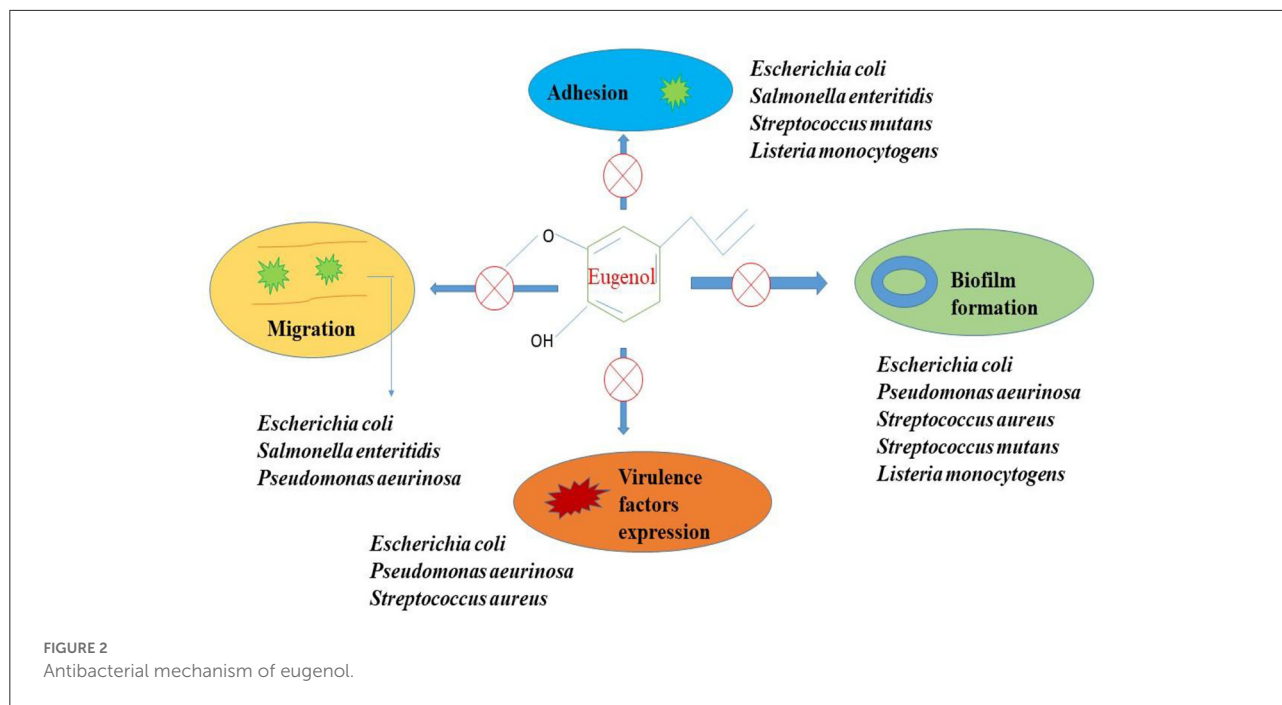 Adhesion
Escherichia coli
Salmonella enteritidis
Streptococcus mutans
Listeria monocytogens
O
Eugenol
OH
Migration
Escherichia coli
Salmonella enteritidis
Pseudomonas aeurinosa
Biofilm
formation
Escherichia coli
Pseudomonas aeurinosa
Streptococcus aureus
Streptococcus mutans
Listeria monocytogens
Virulence
factors
expression
Escherichia coli
Pseudomonas aeurinosa
Streptococcus aureus
FIGURE 2
Antibacterial mechanism of eugenol.